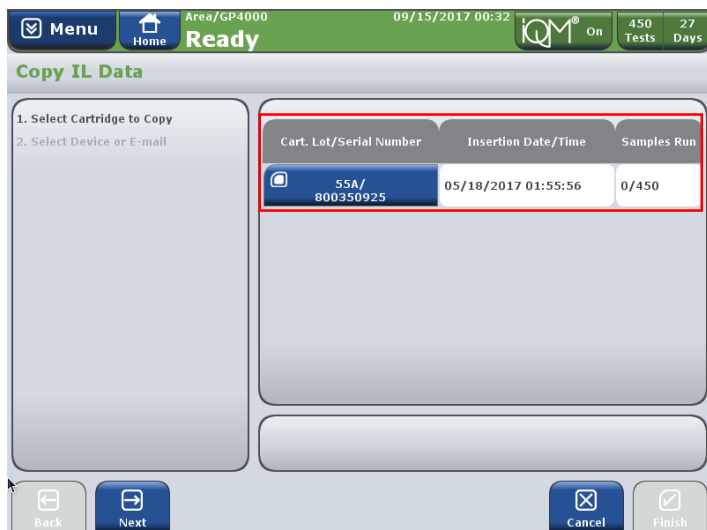 Menu
Home
Area/GP4000
Ready
09/15/2017 00:32
iQM® On
450 27
Tests Days
Copy IL Data
1. Select Cartridge to Copy
2. Select Device or E-mail
Cart. Lot/Serial Number Insertion Date/Time Samples Run
55A/
800350925
05/18/2017 01:55:56 0/450
Back Next Cancel Finish